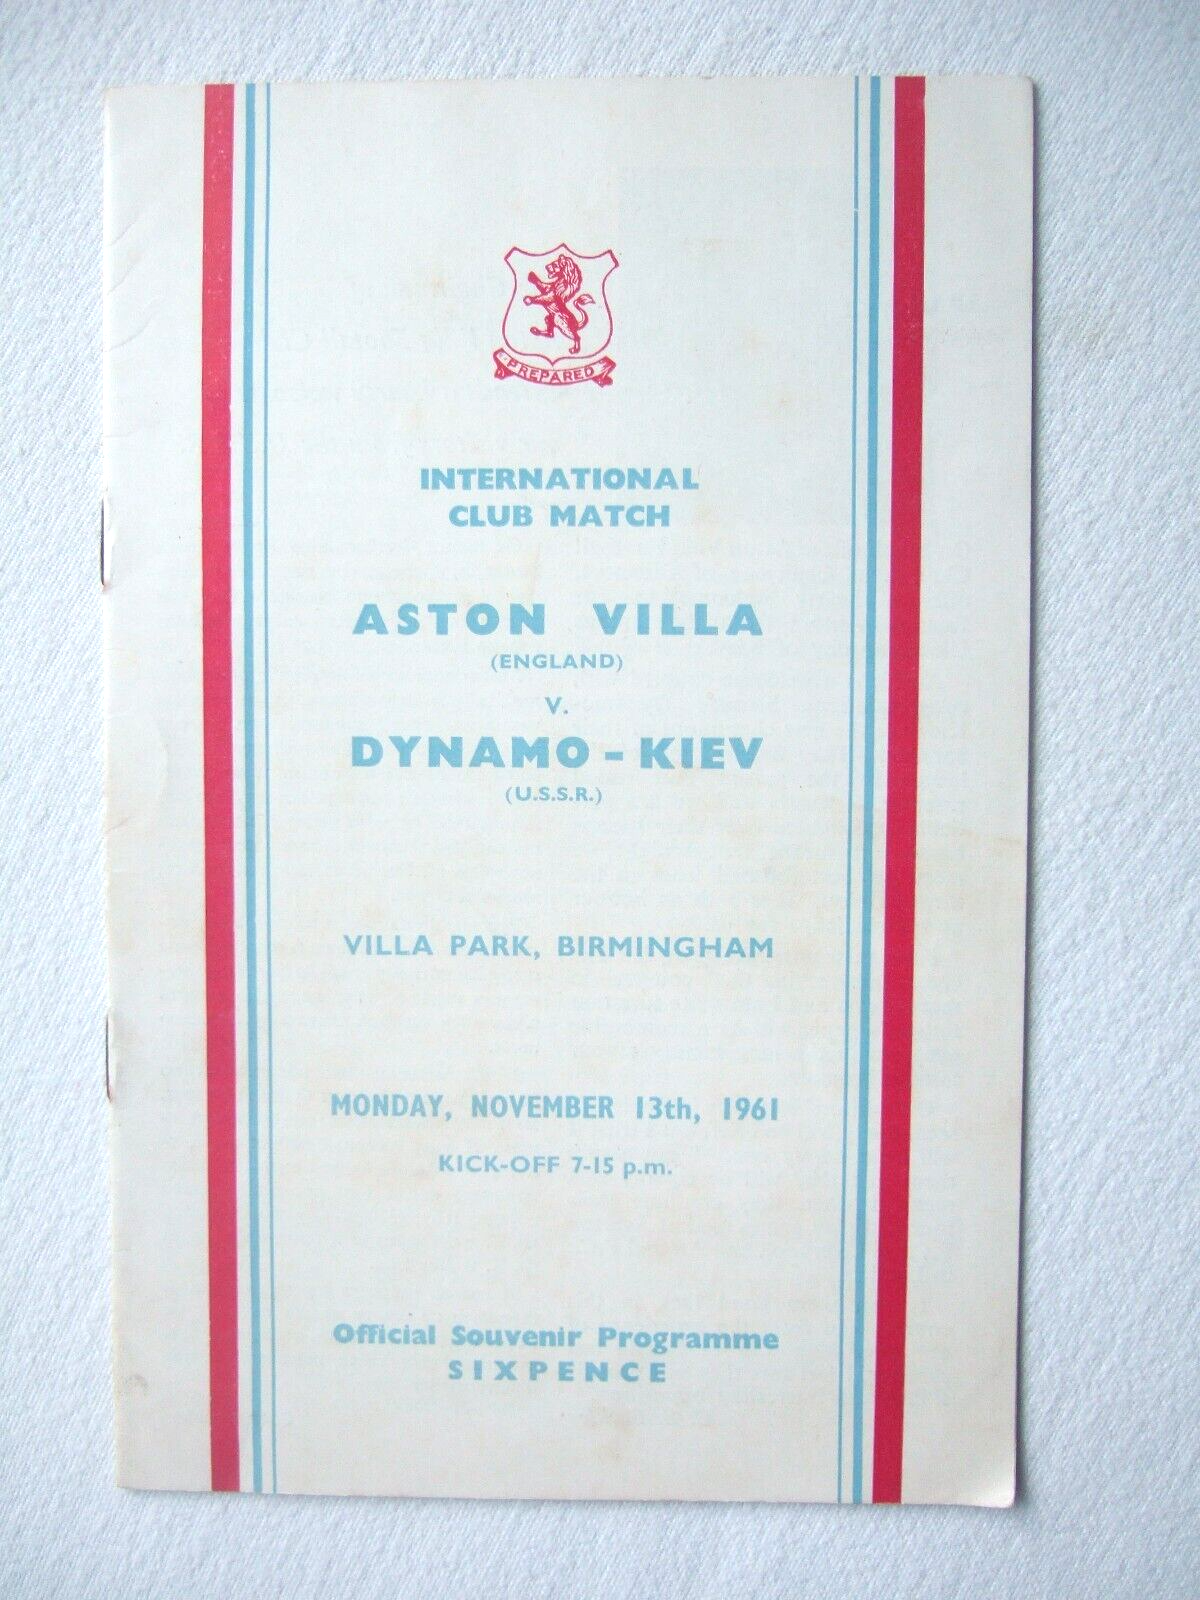 PREPARED
INTERNATIONAL
CLUB MATCH
ASTON VILLA
(ENGLAND)
V.
DYNAMO - KIEV
(U.S.S.R.)
VILLA PARK, BIRMINGHAM
MONDAY, NOVEMBER 13th, 1961
KICK-OFF 7-15 p.m.
Official Souvenir Programme
SIXPENCE